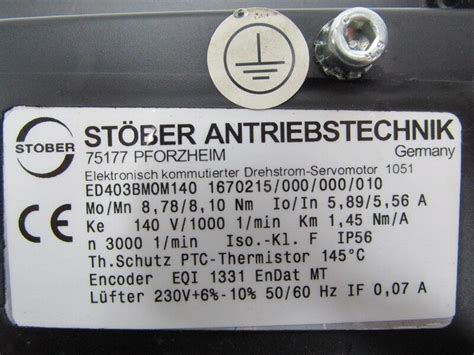 STÖBER
STÖBER ANTRIEBSTECHNIK
75177 PFORZHEIM Germany
Elektronisch kommutierter Drehstrom-Servomotor 1051
ED403BMOM140 1670215/000/000/010
Mo/Mn 8,78/8,10 Nm Io/In 5,89/5,56 A
Ke 140 V/1000 1/min Km 1,45 Nm/A
n 3000 1/min Iso.-Kl. F IP56
Th.Schutz PTC-Thermistor 145°C
Encoder EQI 1331 EnDat MT
Lüfter 230V+6%-10% 50/60 Hz IF 0,07 A